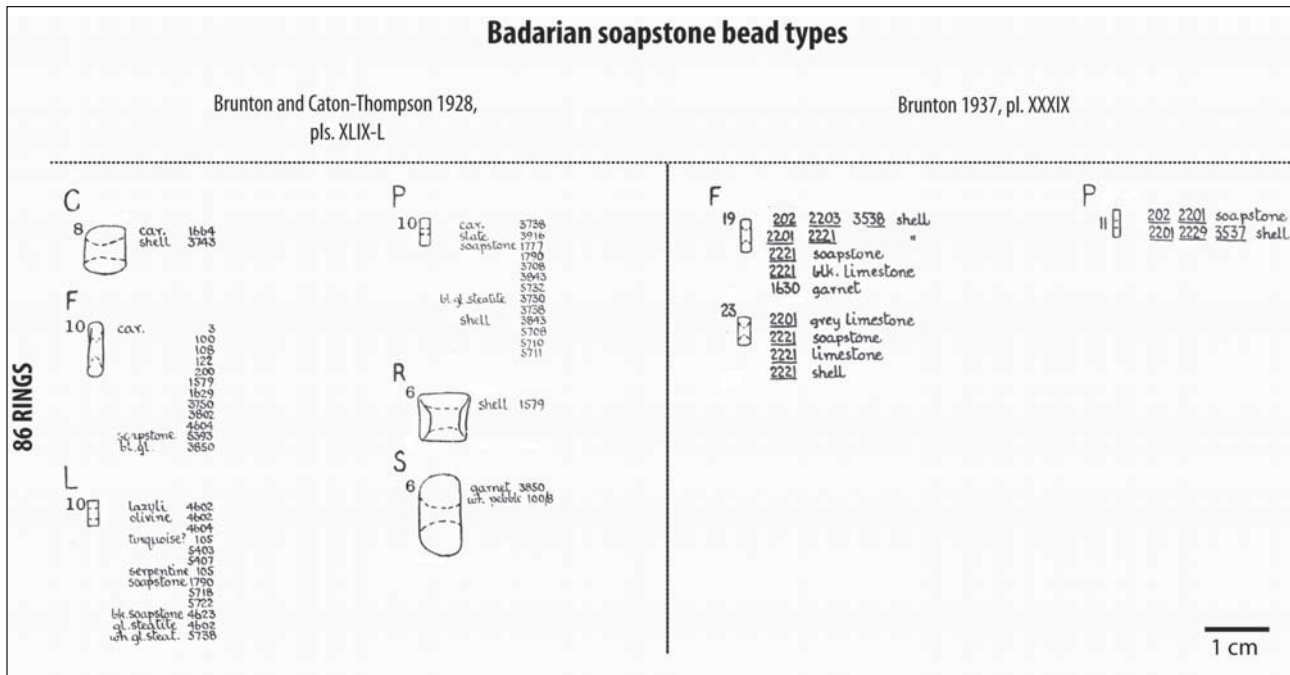 Badarian soapstone bead types
Brunton and Caton-Thompson 1928,
pls. XLIX-L
Brunton 1937, pl. XXXIX
86 RINGS
C
8 car. 1664
shell 3743
F
10 car. 3
100
108
122
200
1579
1629
3750
3802
4604
soapstone 5393
bl.gl. 3850
L
10 lazuli 4602
olivine 4602
4604
turquoise? 105
5403
5407
serpentine 105
soapstone 1790
5718
5722
bk. soapstone 4623
gl. steatite 4602
wh. gl. steat. 5738
P
10 car. 3738
slate 3916
soapstone 1777
1790
3708
3843
5732
bl. gl. steatite 3730
3738
shell 3843
5708
5710
5711
R
6 shell 1579
S
6 garnet 3850
wt. pebble 100/8
F
19 202 2203 3538 shell
2201 2221 "
2221 soapstone
2221 blk. limestone
1630 garnet
23 2201 grey limestone
2221 soapstone
2221 limestone
2221 shell
P
11 202 2201 soapstone
2201 2229 3537 shell
1 cm